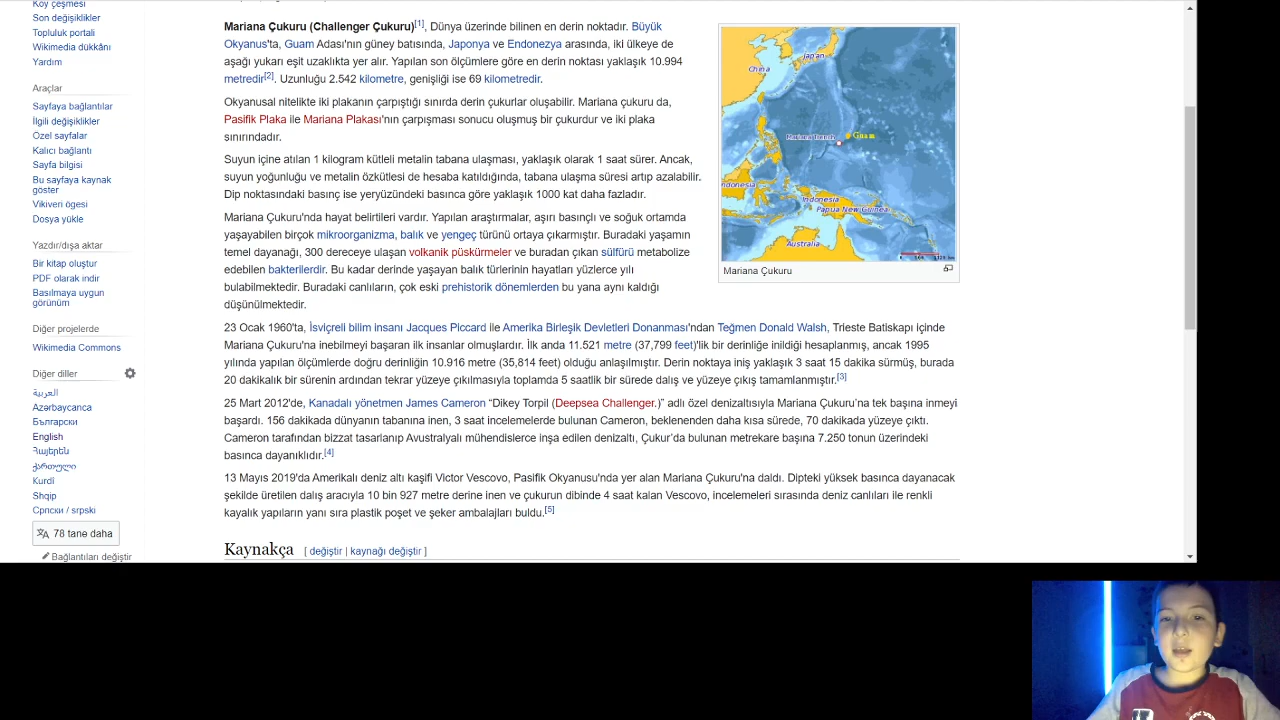 Köy çeşmesi
Son değişiklikler
Topluluk portali
Wikimedia dükkânı
Yardım
Araçlar
Sayfaya bağlantılar
İlgili değişiklikler
Özel sayfalar
Kalıcı bağlantı
Sayfa bilgisi
Bu sayfaya kaynak
göster
Vikiveri ögesi
Dosya yükle
Yazdır/dışa aktar
Bir kitap oluştur
PDF olarak indir
Basılmaya uygun
görünüm
Diğer projelerde
Wikimedia Commons
Diğer diller
العربية
Azərbaycanca
Български
English
Հայերեն
ქართული
Kurdî
Shqip
Српски / srpski
78 tane daha
Bağlantıları değiştir
Mariana Çukuru (Challenger Çukuru)[1], Dünya üzerinde bilinen en derin noktadır. Büyük
Okyanus'ta, Guam Adası'nın güney batısında, Japonya ve Endonezya arasında, iki ülkeye de
aşağı yukarı eşit uzaklıkta yer alır. Yapılan son ölçümlere göre en derin noktası yaklaşık 10.994
metredir[2]. Uzunluğu 2.542 kilometre, genişliği ise 69 kilometredir.
Okyanusal nitelikte iki plakanın çarpıştığı sınırda derin çukurlar oluşabilir. Mariana çukuru da,
Pasifik Plaka ile Mariana Plakası'nın çarpışması sonucu oluşmuş bir çukurdur ve iki plaka
sınırındadır.
Suyun içine atılan 1 kilogram kütleli metalin tabana ulaşması, yaklaşık olarak 1 saat sürer. Ancak,
suyun yoğunluğu ve metalin özkütlesi de hesaba katıldığında, tabana ulaşma süresi artıp azalabilir.
Dip noktasındaki basınç ise yeryüzündeki basınca göre yaklaşık 1000 kat daha fazladır.
Mariana Çukuru'nda hayat belirtileri vardır. Yapılan araştırmalar, aşırı basınçlı ve soğuk ortamda
yaşayabilen birçok mikroorganizma, balık ve yengeç türünü ortaya çıkarmıştır. Buradaki yaşamın
temel dayanağı, 300 dereceye ulaşan volkanik püskürmeler ve buradan çıkan sülfürü metabolize
edebilen bakterilerdir. Bu kadar derinde yaşayan balık türlerinin hayatları yüzlerce yılı
bulabilmektedir. Buradaki canlıların, çok eski prehistorik dönemlerden bu yana aynı kaldığı
düşünülmektedir.
23 Ocak 1960'ta, İsviçreli bilim insanı Jacques Piccard ile Amerika Birleşik Devletleri Donanması'ndan Teğmen Donald Walsh, Trieste Batiskapı içinde
Mariana Çukuru'na inebilmeyi başaran ilk insanlar olmuşlardır. İlk anda 11.521 metre (37,799 feet)'lik bir derinliğe inildiği hesaplanmış, ancak 1995
yılında yapılan ölçümlerde doğru derinliğin 10.916 metre (35,814 feet) olduğu anlaşılmıştır. Derin noktaya iniş yaklaşık 3 saat 15 dakika sürmüş, burada
20 dakikalık bir sürenin ardından tekrar yüzeye çıkılmasıyla toplamda 5 saatlik bir sürede dalış ve yüzeye çıkış tamamlanmıştır.[3]
25 Mart 2012'de, Kanadalı yönetmen James Cameron “Dikey Torpil (Deepsea Challenger.)” adlı özel denizaltısıyla Mariana Çukuru’na tek başına inmeyi
başardı. 156 dakikada dünyanın tabanına inen, 3 saat incelemelerde bulunan Cameron, beklenenden daha kısa sürede, 70 dakikada yüzeye çıktı.
Cameron tarafından bizzat tasarlanıp Avustralyalı mühendislerce inşa edilen denizaltı, Çukur’da bulunan metrekare başına 7.250 tonun üzerindeki
basınca dayanıklıdır.[4]
13 Mayıs 2019'da Amerikalı deniz altı kaşifi Victor Vescovo, Pasifik Okyanusu'nda yer alan Mariana Çukuru'na daldı. Dipteki yüksek basınca dayanacak
şekilde üretilen dalış aracıyla 10 bin 927 metre derine inen ve çukurun dibinde 4 saat kalan Vescovo, incelemeleri sırasında deniz canlıları ile renkli
kayalık yapıların yanı sıra plastik poşet ve şeker ambalajları buldu.[5]
Kaynakça [ değiştir | kaynağı değiştir ]
Japan
China
Mariana Trench
Guam
Indonesia
Indonesia
Papua New Guinea
Australia
Mariana Çukuru